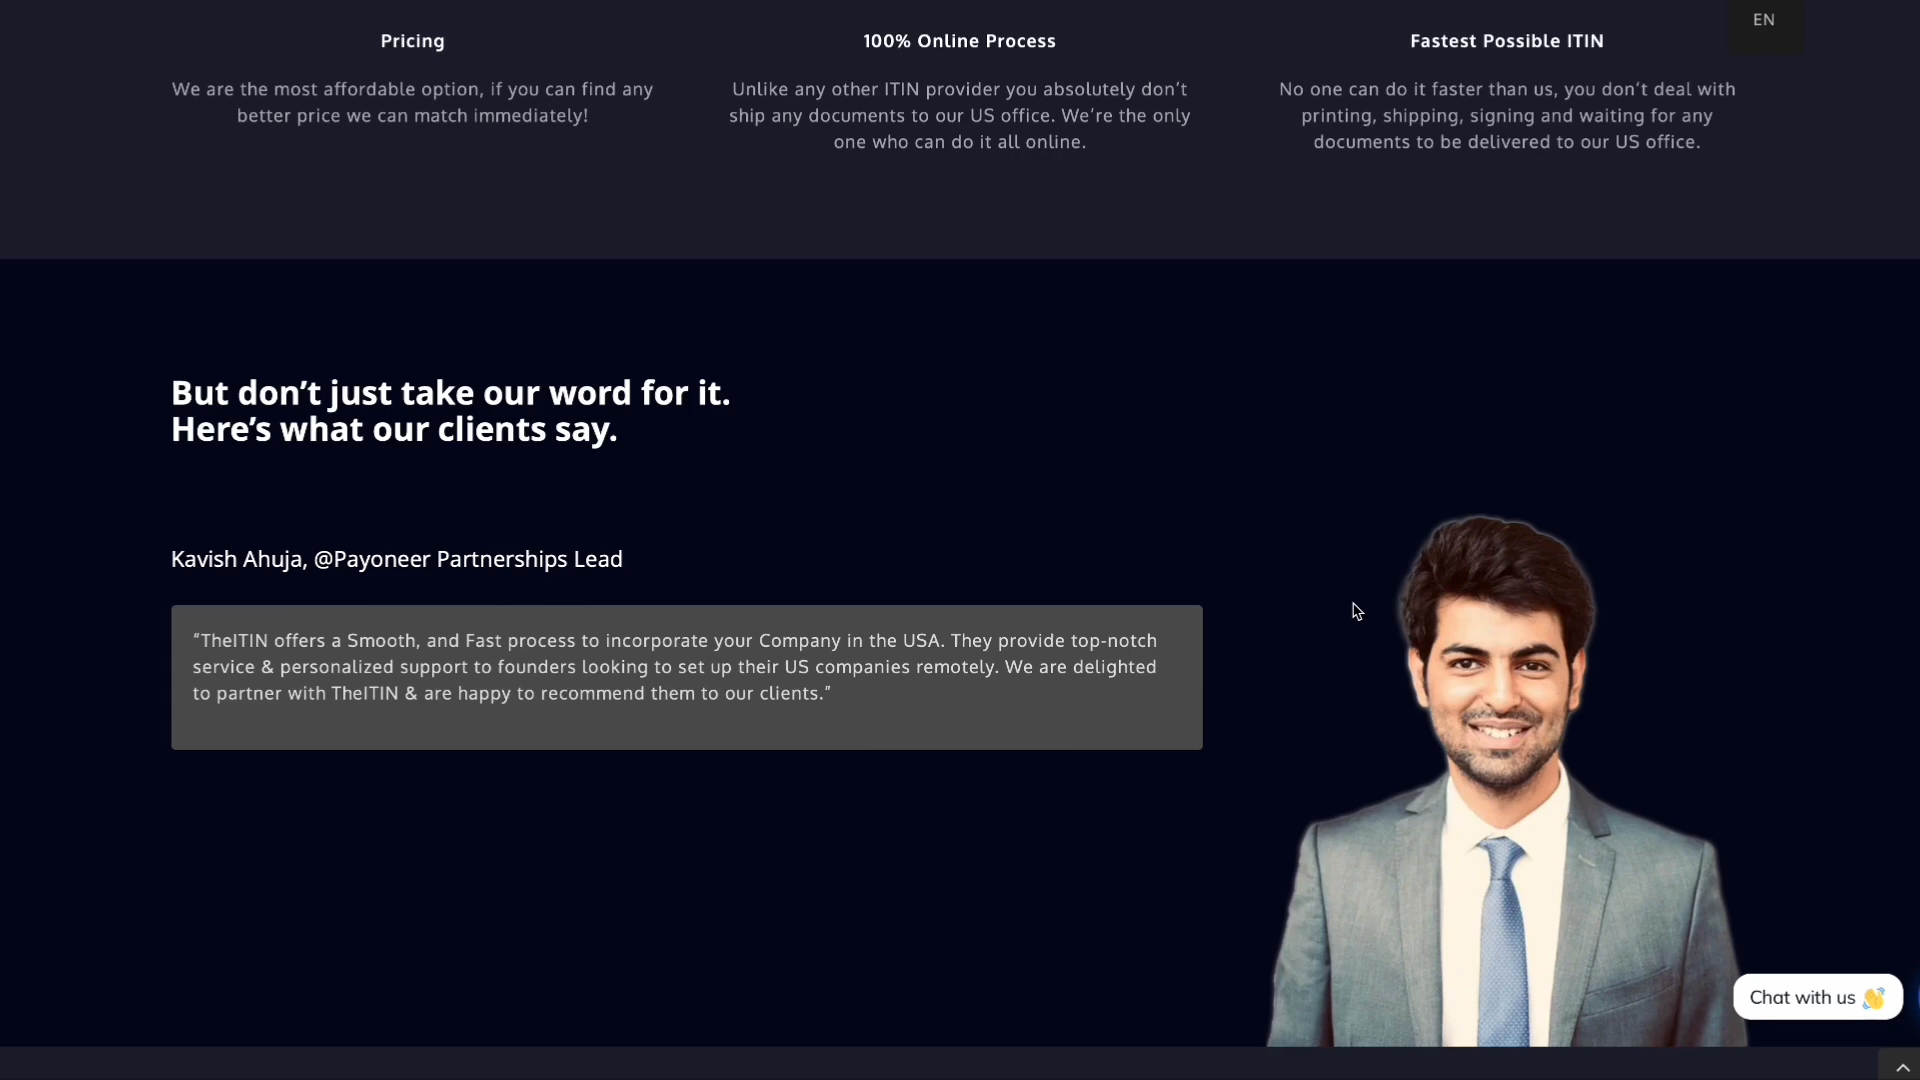 EN
Pricing
We are the most affordable option, if you can find any
better price we can match immediately!
100% Online Process
Unlike any other ITIN provider you absolutely don’t
ship any documents to our US office. We’re the only
one who can do it all online.
Fastest Possible ITIN
No one can do it faster than us, you don’t deal with
printing, shipping, signing and waiting for any
documents to be delivered to our US office.
But don’t just take our word for it.
Here’s what our clients say.
Kavish Ahuja, @Payoneer Partnerships Lead
“TheITIN offers a Smooth, and Fast process to incorporate your Company in the USA. They provide top-notch
service & personalized support to founders looking to set up their US companies remotely. We are delighted
to partner with TheITIN & are happy to recommend them to our clients.”
Chat with us 👋